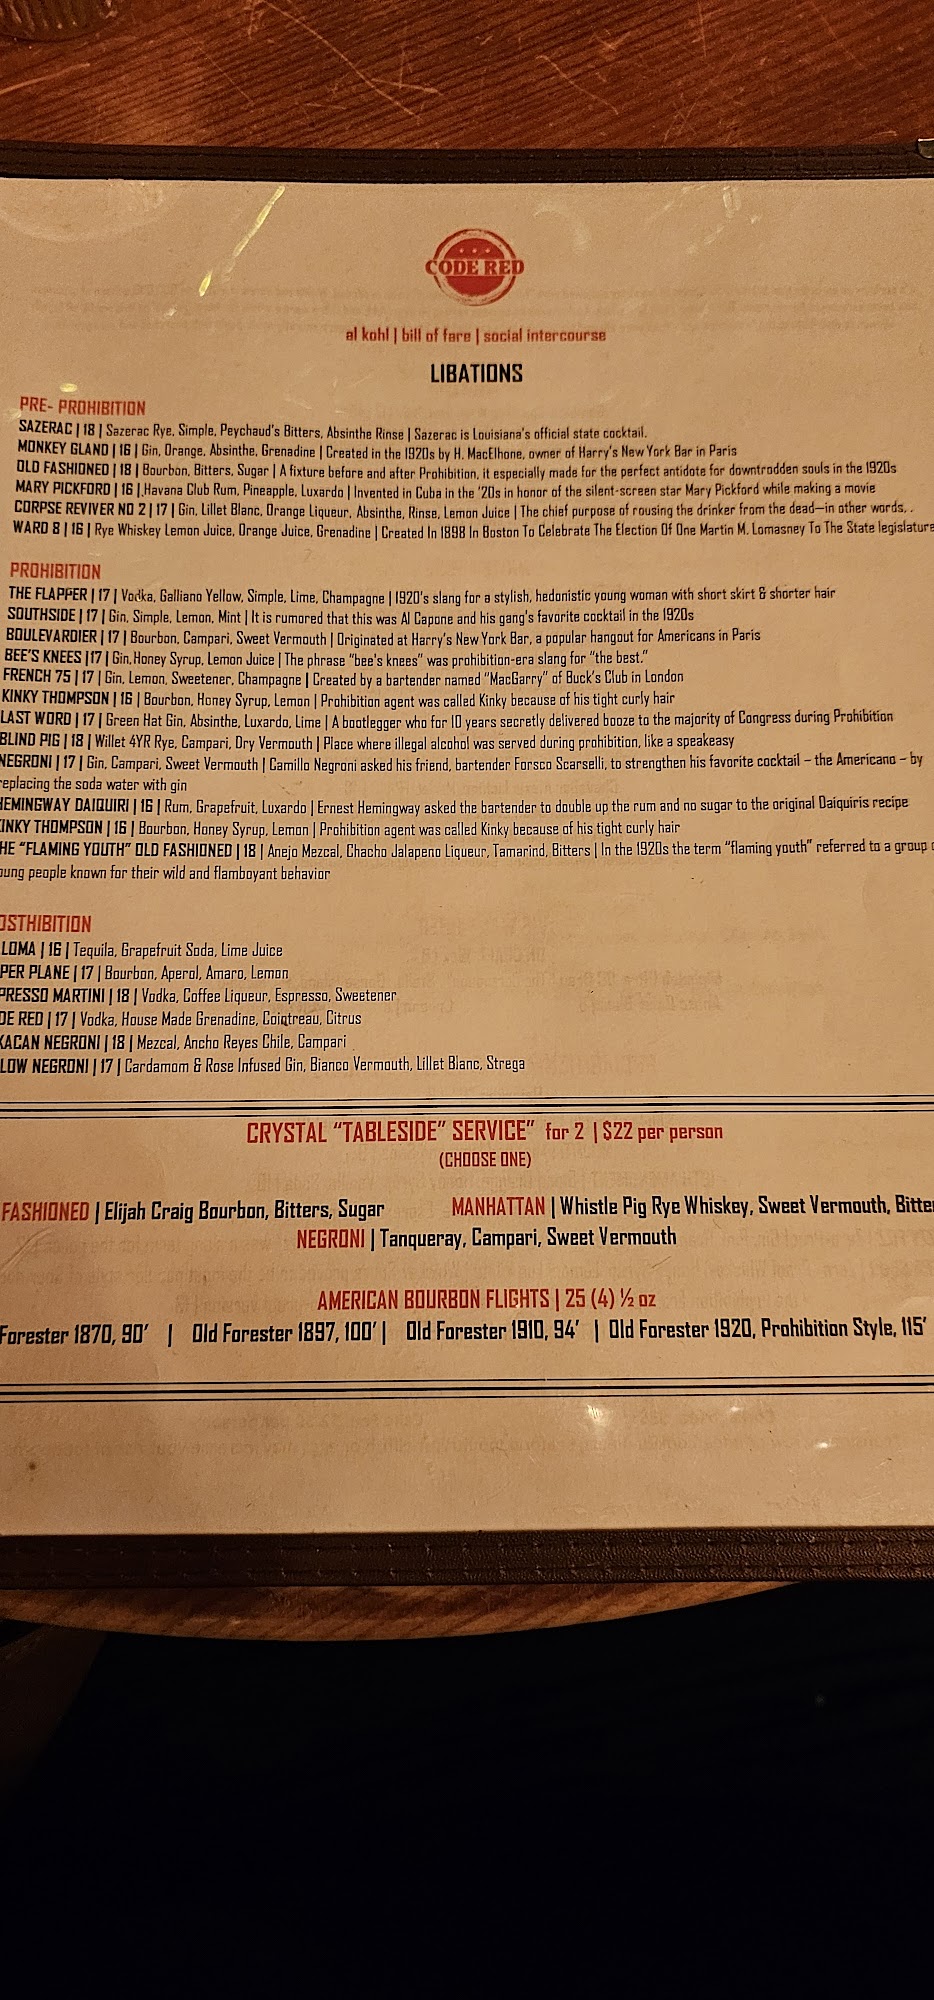 CODE RED
al kohl | bill of fare | social intercourse
LIBATIONS
PRE- PROHIBITION
SAZERAC | 18 | Sazerac Rye, Simple, Peychaud's Bitters, Absinthe Rinse | Sazerac is Louisiana's official state cocktail.
MONKEY GLAND | 16 | Gin, Orange, Absinthe, Grenadine | Created in the 1920s by H. MacElhone, owner of Harry's New York Bar in Paris
OLD FASHIONED | 18 | Bourbon, Bitters, Sugar | A fixture before and after Prohibition, it especially made for the perfect antidote for downtrodden souls in the 1920s
MARY PICKFORD | 16 | Havana Club Rum, Pineapple, Luxardo | Invented in Cuba in the '20s in honor of the silent-screen star Mary Pickford while making a movie
CORPSE REVIVER NO 2 | 17 | Gin, Lillet Blanc, Orange Liqueur, Absinthe, Rinse, Lemon Juice | The chief purpose of rousing the drinker from the dead—in other words, .
WARD 8 | 16 | Rye Whiskey Lemon Juice, Orange Juice, Grenadine | Created In 1898 In Boston To Celebrate The Election Of One Martin M. Lomasney To The State legislature
PROHIBITION
THE FLAPPER | 17 | Vodka, Galliano Yellow, Simple, Lime, Champagne | 1920's slang for a stylish, hedonistic young woman with short skirt & shorter hair
SOUTHSIDE | 17 | Gin, Simple, Lemon, Mint | It is rumored that this was Al Capone and his gang's favorite cocktail in the 1920s
BOULEVARDIER | 17 | Bourbon, Campari, Sweet Vermouth | Originated at Harry's New York Bar, a popular hangout for Americans in Paris
BEE'S KNEES |17 | Gin,Honey Syrup, Lemon Juice | The phrase "bee's knees" was prohibition-era slang for "the best."
FRENCH 75 | 17 | Gin, Lemon, Sweetener, Champagne | Created by a bartender named "MacGarry" of Buck's Club in London
KINKY THOMPSON | 16 | Bourbon, Honey Syrup, Lemon | Prohibition agent was called Kinky because of his tight curly hair
LAST WORD | 17 | Green Hat Gin, Absinthe, Luxardo, Lime | A bootlegger who for 10 years secretly delivered booze to the majority of Congress during Prohibition
BLIND PIG | 18 | Willet 4YR Rye, Campari, Dry Vermouth | Place where illegal alcohol was served during prohibition, like a speakeasy
NEGRONI | 17 | Gin, Campari, Sweet Vermouth | Camillo Negroni asked his friend, bartender Forsco Scarselli, to strengthen his favorite cocktail – the Americano – by
replacing the soda water with gin
HEMINGWAY DAIQUIRI | 16 | Rum, Grapefruit, Luxardo | Ernest Hemingway asked the bartender to double up the rum and no sugar to the original Daiquiris recipe
INKY THOMPSON | 16 | Bourbon, Honey Syrup, Lemon | Prohibition agent was called Kinky because of his tight curly hair
HE "FLAMING YOUTH" OLD FASHIONED | 18 | Anejo Mezcal, Chacho Jalapeno Liqueur, Tamarind, Bitters | In the 1920s the term "flaming youth" referred to a group
oung people known for their wild and flamboyant behavior
OSTHIBITION
LOMA | 16 | Tequila, Grapefruit Soda, Lime Juice
PER PLANE | 17 | Bourbon, Aperol, Amaro, Lemon
PRESSO MARTINI | 18 | Vodka, Coffee Liqueur, Espresso, Sweetener
DE RED | 17 | Vodka, House Made Grenadine, Cointreau, Citrus
XACAN NEGRONI | 18 | Mezcal, Ancho Reyes Chile, Campari
LOW NEGRONI | 17 | Cardamom & Rose Infused Gin, Bianco Vermouth, Lillet Blanc, Strega
CRYSTAL "TABLESIDE" SERVICE" for 2 | $22 per person
(CHOOSE ONE)
FASHIONED | Elijah Craig Bourbon, Bitters, Sugar MANHATTAN | Whistle Pig Rye Whiskey, Sweet Vermouth, Bitte
NEGRONI | Tanqueray, Campari, Sweet Vermouth
AMERICAN BOURBON FLIGHTS | 25 (4) ½ oz
Forester 1870, 90' | Old Forester 1897, 100' | Old Forester 1910, 94' | Old Forester 1920, Prohibition Style, 115'